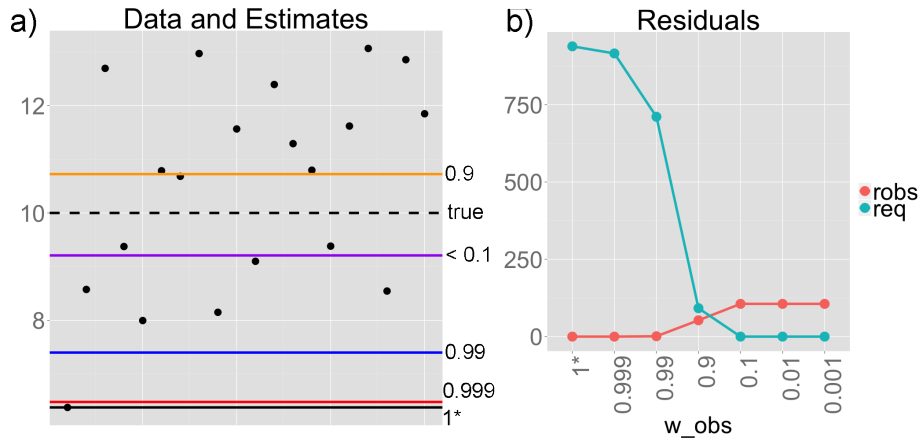 a)
Data and Estimates
12
10
8
0.9
true
< 0.1
0.99
0.999
1*
b)
Residuals
750
500
250
0
1*
0.999
0.99
0.9
0.1
0.01
0.001
w_obs
robs
req